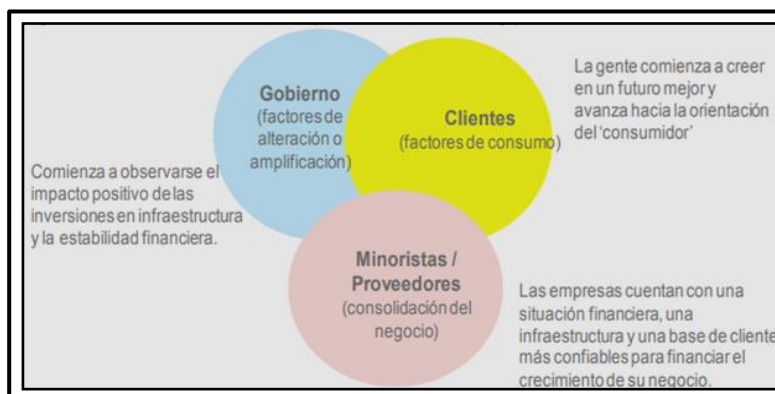 Gobierno
(factores de
alteración o
amplificación)
Clientes
(factores de consumo)
La gente comienza a creer
en un futuro mejor y
avanza hacia la orientación
del ‘consumidor’
Comienza a observarse el
impacto positivo de las
inversiones en infraestructura
y la estabilidad financiera.
Minoristas /
Proveedores
(consolidación del
negocio)
Las empresas cuentan con una
situación financiera, una
infraestructura y una base de cliente
más confiables para financiar el
crecimiento de su negocio.